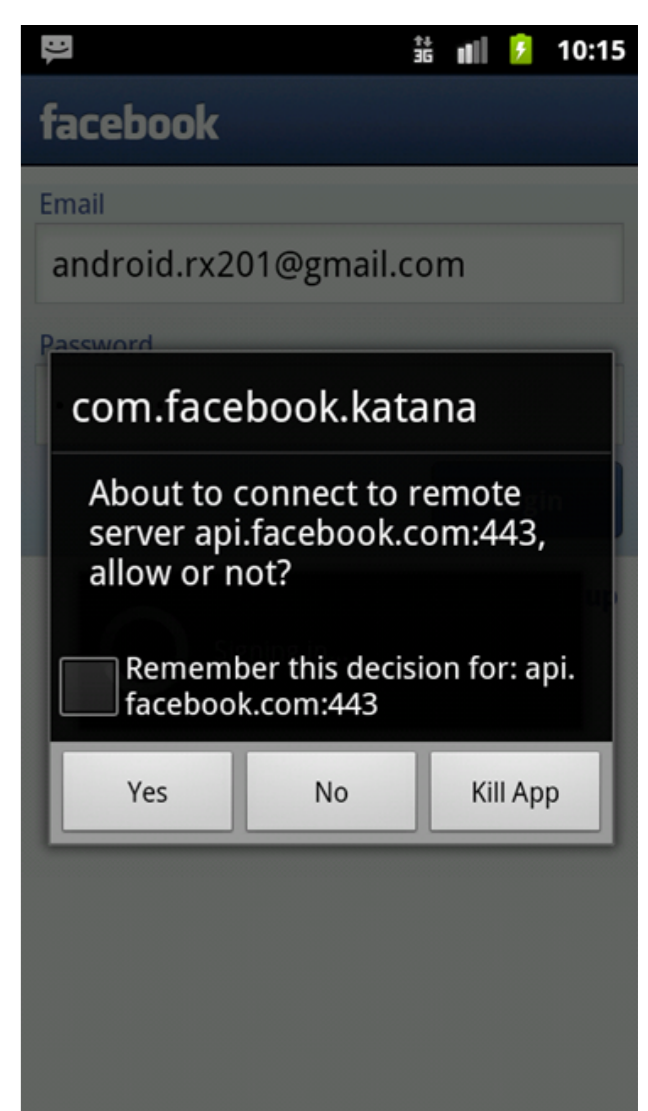 3G 10:15
facebook
Email
android.rx201@gmail.com
Password
com.facebook.katana
About to connect to remote
server api.facebook.com:443,
allow or not?
Remember this decision for: api.
facebook.com:443
Yes No Kill App